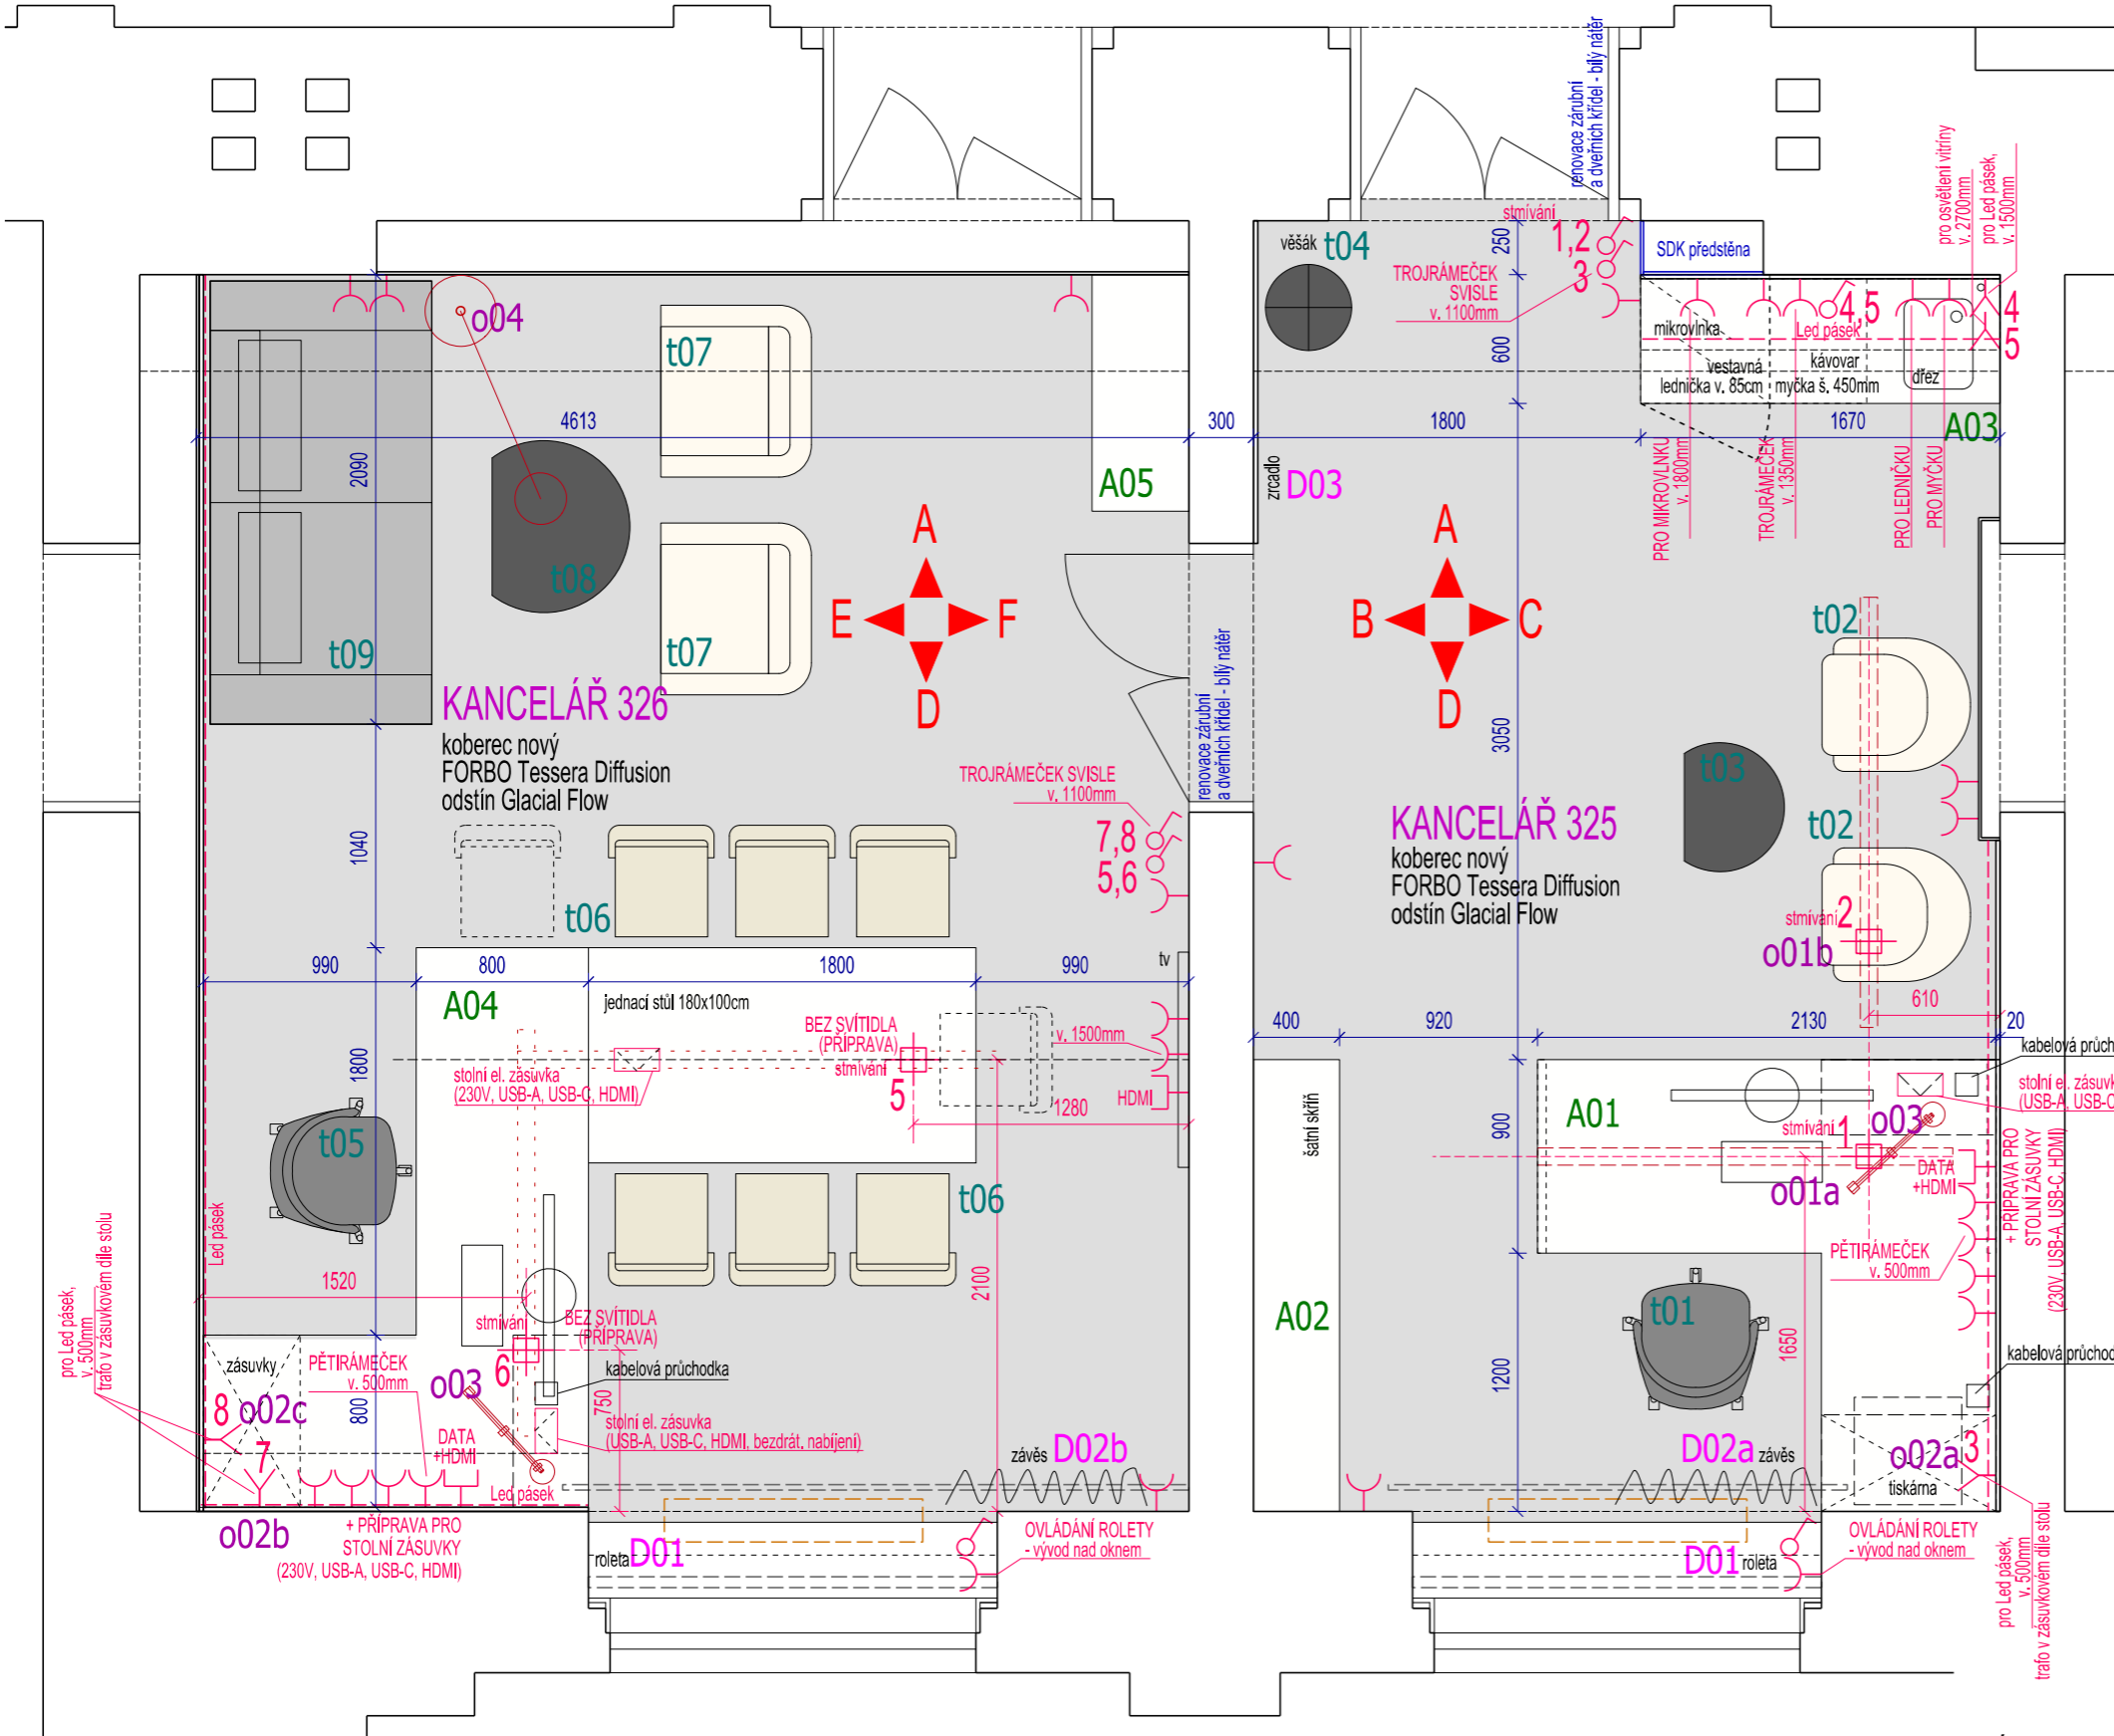 renovace zárubní
a dveřních křídel - bílý nátěr
pro osvětlení vitríny
v. 2700mm
pro Led pásek,
v. 1500mm
stmívání
1,2
3
TROJRÁMEČEK
SVISLE
v. 1100mm
věšák t04
250
SDK předstěna
600
mikrovlnka
Led pásek
4,5
4
5
vestavná
lednička v. 85cm
kávovar
myčka š. 450mm
dřez
A03
o04
t07
4613
300
1800
1670
2090
A05
zrcadlo
D03
PRO MIKROVLNKU
v. 1800mm
TROJRÁMEČEK
v. 1350mm
PRO LEDNIČKU
PRO MYČKU
t08
A
E
F
D
A
B
C
D
t09
t07
t02
KANCELÁŘ 326
koberec nový
FORBO Tessera Diffusion
odstín Glacial Flow
renovace zárubní
a dveřních křídel - bílý nátěr
3050
t03
TROJRÁMEČEK SVISLE
v. 1100mm
7,8
5,6
1040
t06
KANCELÁŘ 325
koberec nový
FORBO Tessera Diffusion
odstín Glacial Flow
t02
stmívání
2
o01b
990
800
1800
990
tv
A04
jednací stůl 180x100cm
BEZ SVÍTIDLA
(PŘÍPRAVA)
stmívání
5
v. 1500mm
HDMI
1280
stolní el. zásuvka
(230V, USB-A, USB-C, HDMI)
400
920
2130
610
20
kabelová průch
stolní el. zásuvk
(USB-A, USB-C
1800
t05
šatní skříň
900
A01
stmívání
1
o03
o01a
DATA
+HDMI
+ PŘÍPRAVA PRO
STOLNÍ ZÁSUVKY
(230V, USB-A, USB-C, HDMI)
PĚTIRÁMEČEK
v. 500mm
t06
Led pásek
1520
2100
pro Led pásek,
v. 500mm
trafo v zásuvkovém díle stolu
stmívání
6
BEZ SVÍTIDLA
(PŘÍPRAVA)
kabelová průchodka
750
A02
t01
1650
1200
kabelová průchod
zásuvky
PĚTIRÁMEČEK
v. 500mm
o03
8
o02c
7
800
DATA
+HDMI
stolní el. zásuvka
(USB-A, USB-C, HDMI, bezdrát. nabíjení)
Led pásek
závěs D02b
D02a závěs
o02a
3
tiskárna
o02b
+ PŘÍPRAVA PRO
STOLNÍ ZÁSUVKY
(230V, USB-A, USB-C, HDMI)
roleta D01
OVLÁDÁNÍ ROLETY
- vývod nad oknem
D01 roleta
OVLÁDÁNÍ ROLETY
- vývod nad oknem
pro Led pásek,
v. 500mm
trafo v zásuvkovém díle stolu